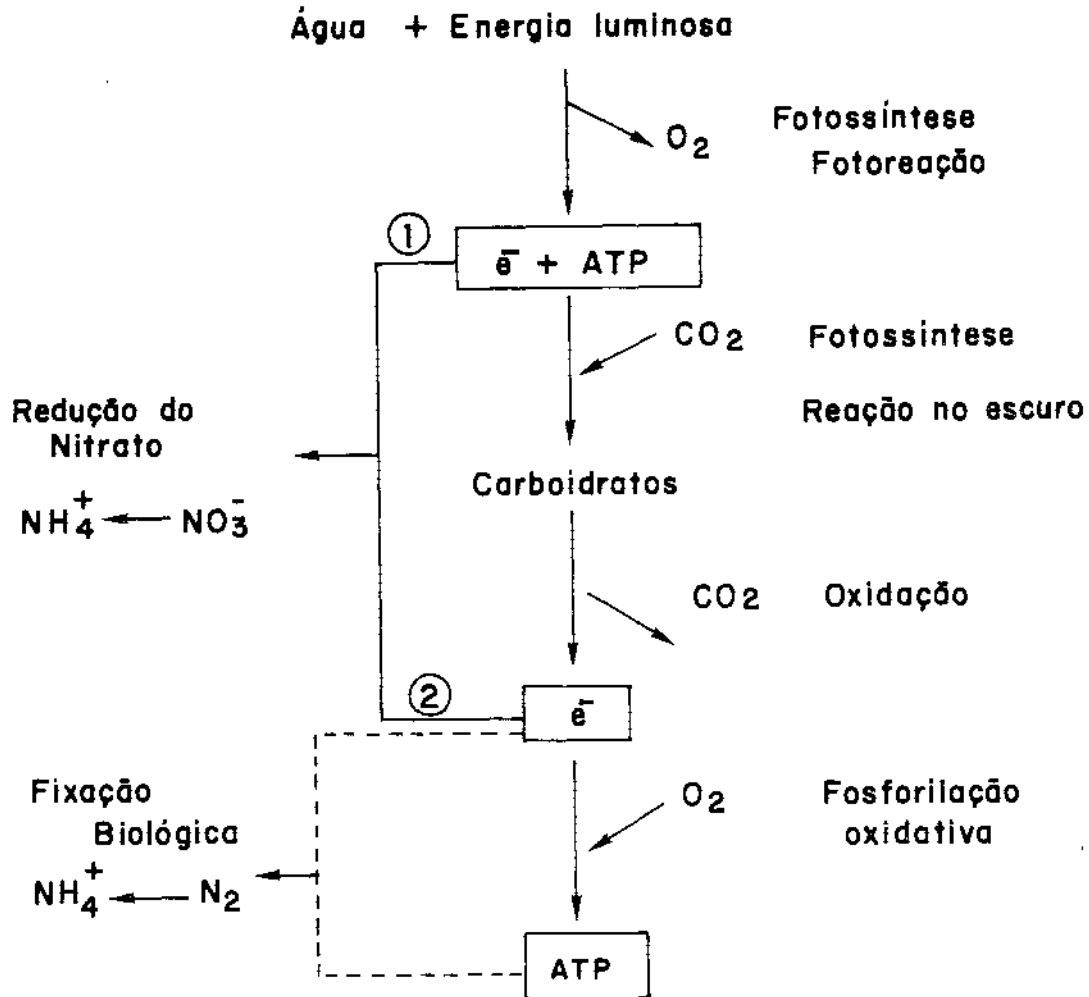 Água + Energia luminosa
O2
Fotossíntese
Fotoreação
①
e⁻ + ATP
CO2
Fotossíntese
Reação no escuro
Redução do
Nitrato
NH4+ ← NO3-
Carboidratos
CO2
Oxidação
②
e⁻
O2
Fosforilação
oxidativa
Fixação
Biológica
NH4+ ← N2
ATP